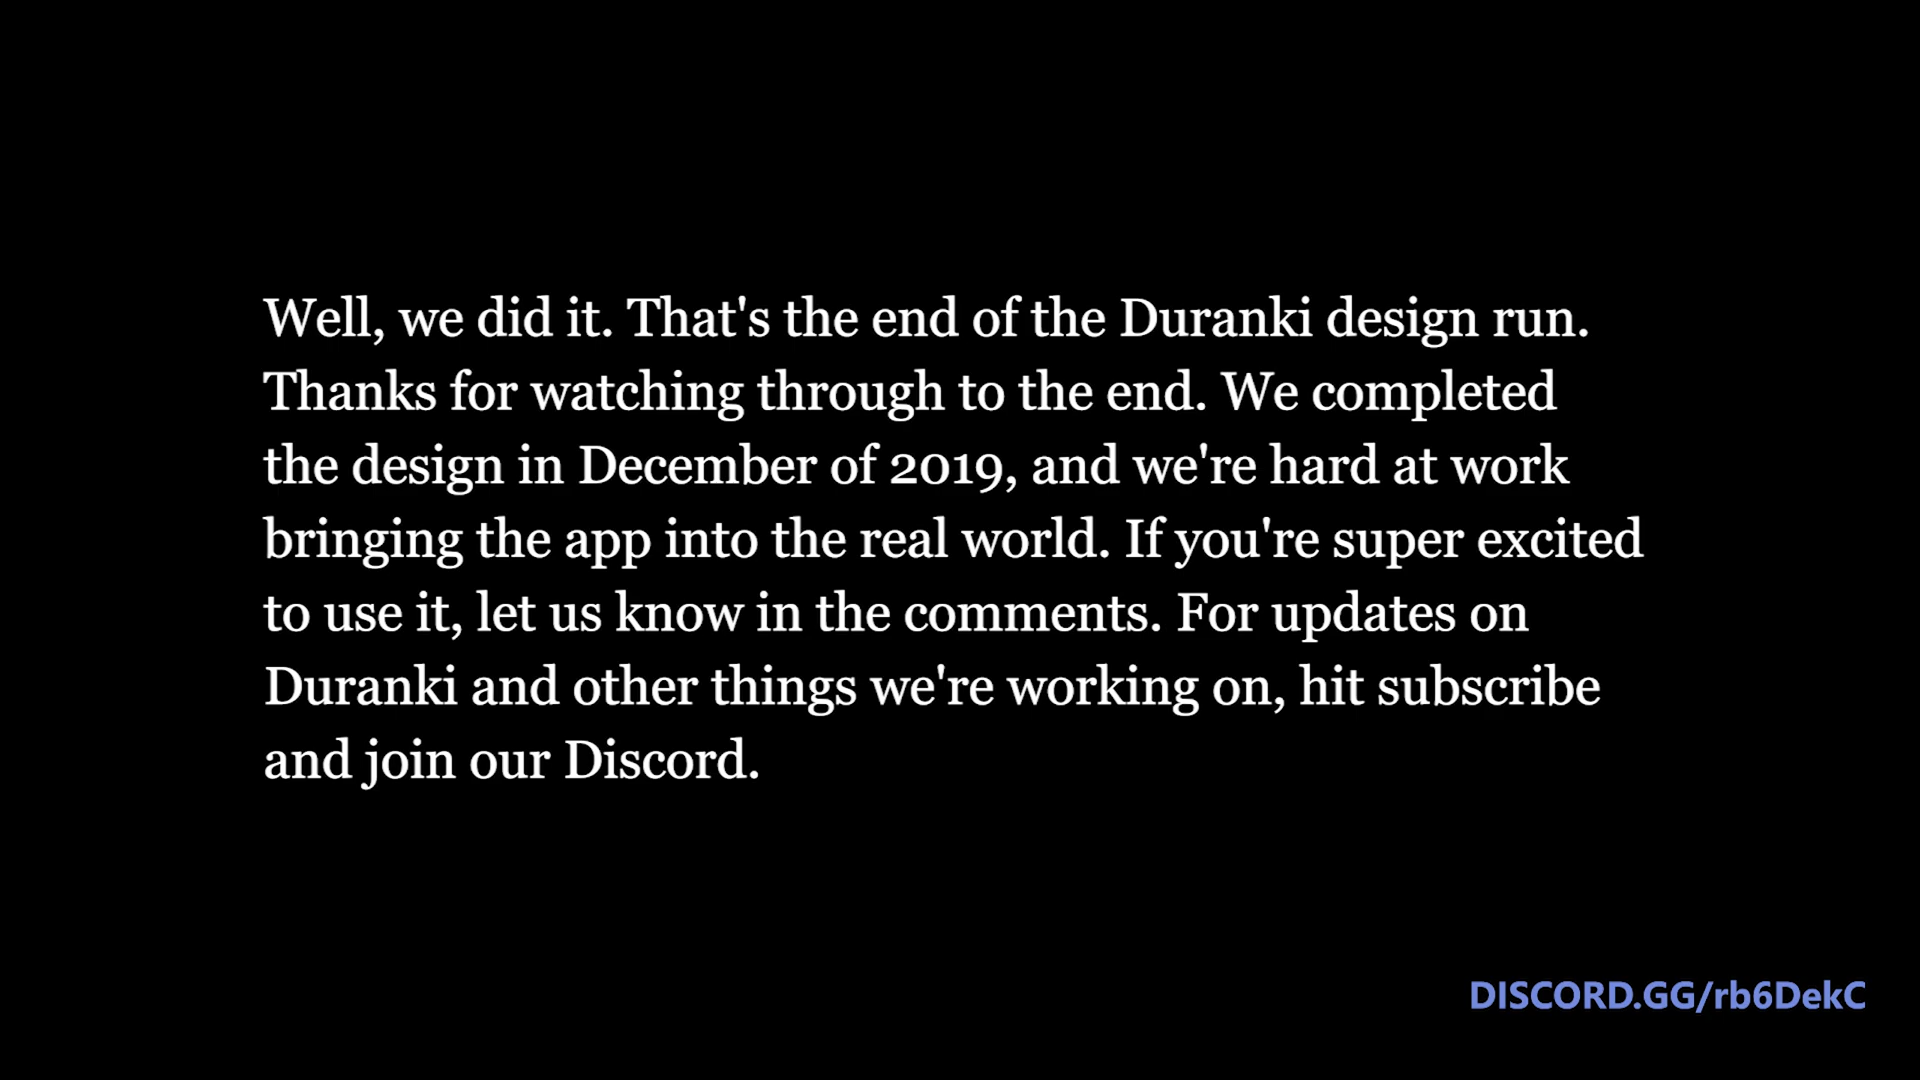 Well, we did it. That's the end of the Duranki design run.
Thanks for watching through to the end. We completed
the design in December of 2019, and we're hard at work
bringing the app into the real world. If you're super excited
to use it, let us know in the comments. For updates on
Duranki and other things we're working on, hit subscribe
and join our Discord.
DISCORD.GG/rb6DekC